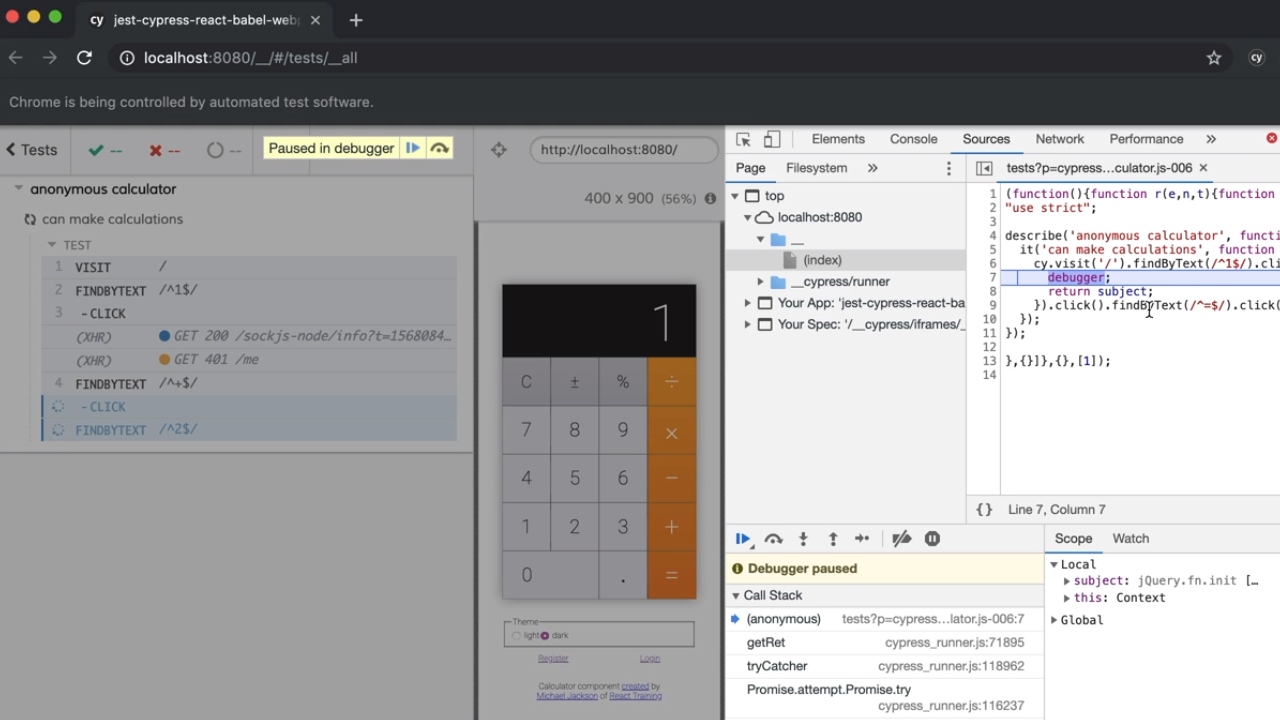 cy jest-cypress-react-babel-web
localhost:8080/__/#/tests/__all
cy
Chrome is being controlled by automated test software.
Tests
--
--
--
Paused in debugger
anonymous calculator
can make calculations
TEST
1 VISIT /
2 FINDBYTEXT /^1$/
3 -CLICK
(XHR) GET 200 /sockjs-node/info?t=1568084…
(XHR) GET 401 /me
4 FINDBYTEXT /^+$/
-CLICK
FINDBYTEXT /^2$/
http://localhost:8080/
400 x 900 (56%)
1
C ± % ÷
7 8 9 ×
4 5 6 −
1 2 3 +
0 . =
Theme
light dark
Register Login
Calculator component created by
Michael Jackson of React Training
Elements Console Sources Network Performance »
Page Filesystem »
top
localhost:8080
__
(index)
__cypress/runner
Your App: 'jest-cypress-react-ba
Your Spec: '/__cypress/iframes/_
tests?p=cypress…culator.js-006
1 (function(){function r(e,n,t){function
2 "use strict";
3
4 describe('anonymous calculator', functi
5 it('can make calculations', function
6 cy.visit('/').findByText(/^1$/).cli
7 debugger;
8 return subject;
9 }).click().findByText(/^=$/).click(
10 });
11 });
12
13 },{}]},{},[1]);
14
{} Line 7, Column 7
Debugger paused
Call Stack
(anonymous) tests?p=cypress…lator.js-006:7
getRet cypress_runner.js:71895
tryCatcher cypress_runner.js:118962
Promise.attempt.Promise.try
cypress_runner.js:116237
Scope Watch
Local
subject: jQuery.fn.init […
this: Context
Global